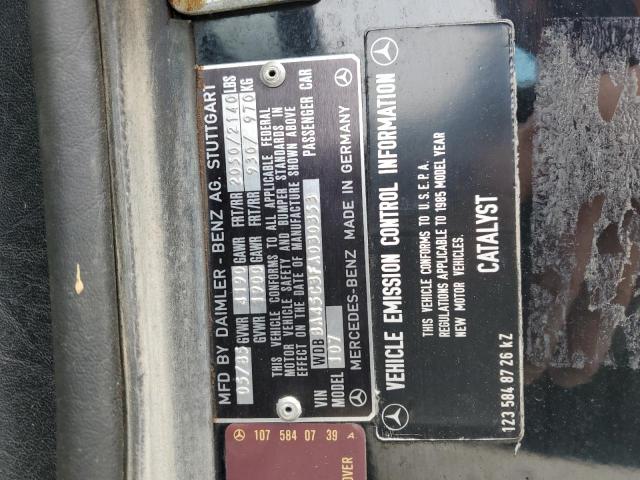 MFD BY DAIMLER - BENZ AG. STUTTGART
03/85 GVWR 4190 GAWR FRT/RR 2050/2140 LBS
GVWR 1900 GAWR FRT/RR 930/970 KG
THIS VEHICLE CONFORMS TO ALL APPLICABLE FEDERAL
MOTOR VEHICLE SAFETY AND BUMPER STANDARDS IN
EFFECT ON THE DATE OF MANUFACTURE SHOWN ABOVE
VIN WDB BA45C3FA030353 PASSENGER CAR
MODEL 107
MERCEDES-BENZ MADE IN GERMANY
VEHICLE EMISSION CONTROL INFORMATION
THIS VEHICLE CONFORMS TO U.S.E.P.A.
REGULATIONS APPLICABLE TO 1985 MODEL YEAR
NEW MOTOR VEHICLES.
CATALYST
123 584 87 26 kZ
107 584 07 39 A
OVER